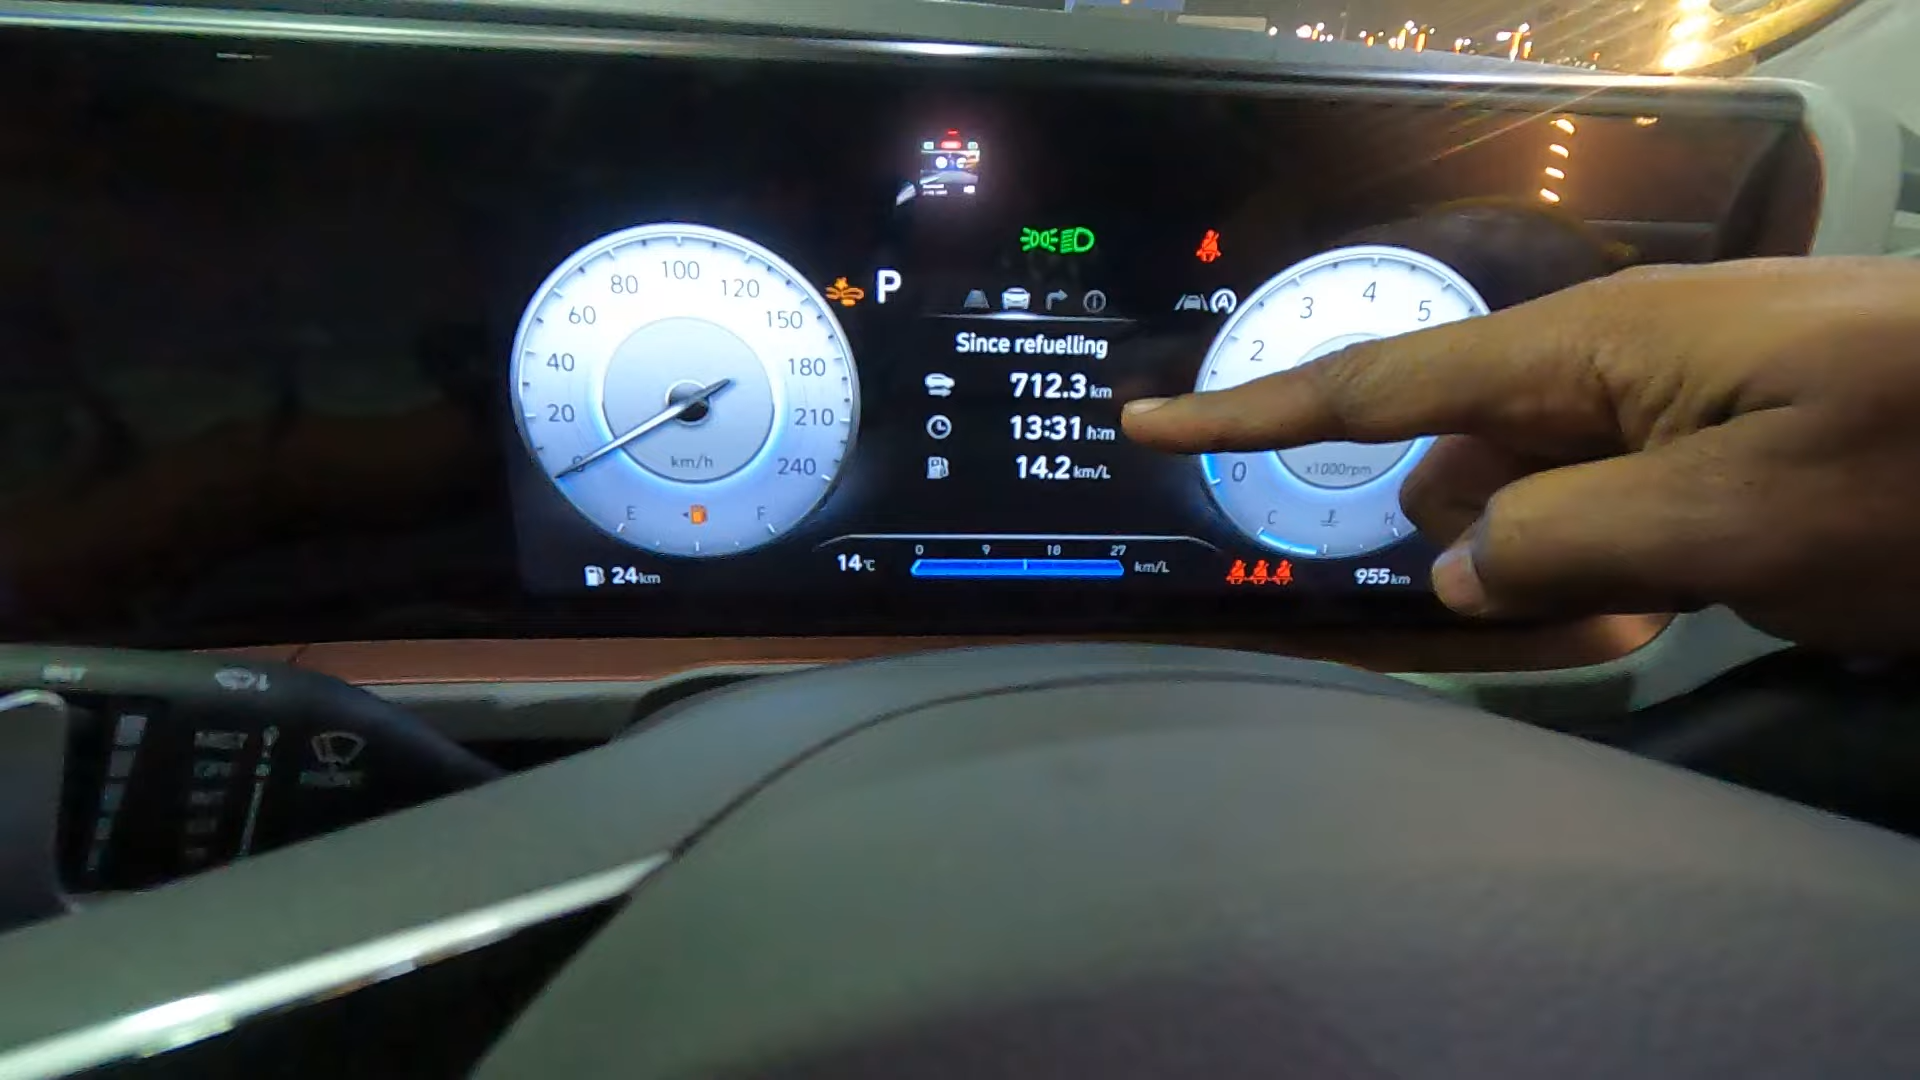 P
Since refuelling
712.3 km
13:31 h:m
14.2 km/L
0 20 40 60 80 100 120 150 180 210 240
km/h
E F
24 km
14°C
0 9 18 27
km/L
0 2 3 4 5
x1000rpm
C H
A
955 km